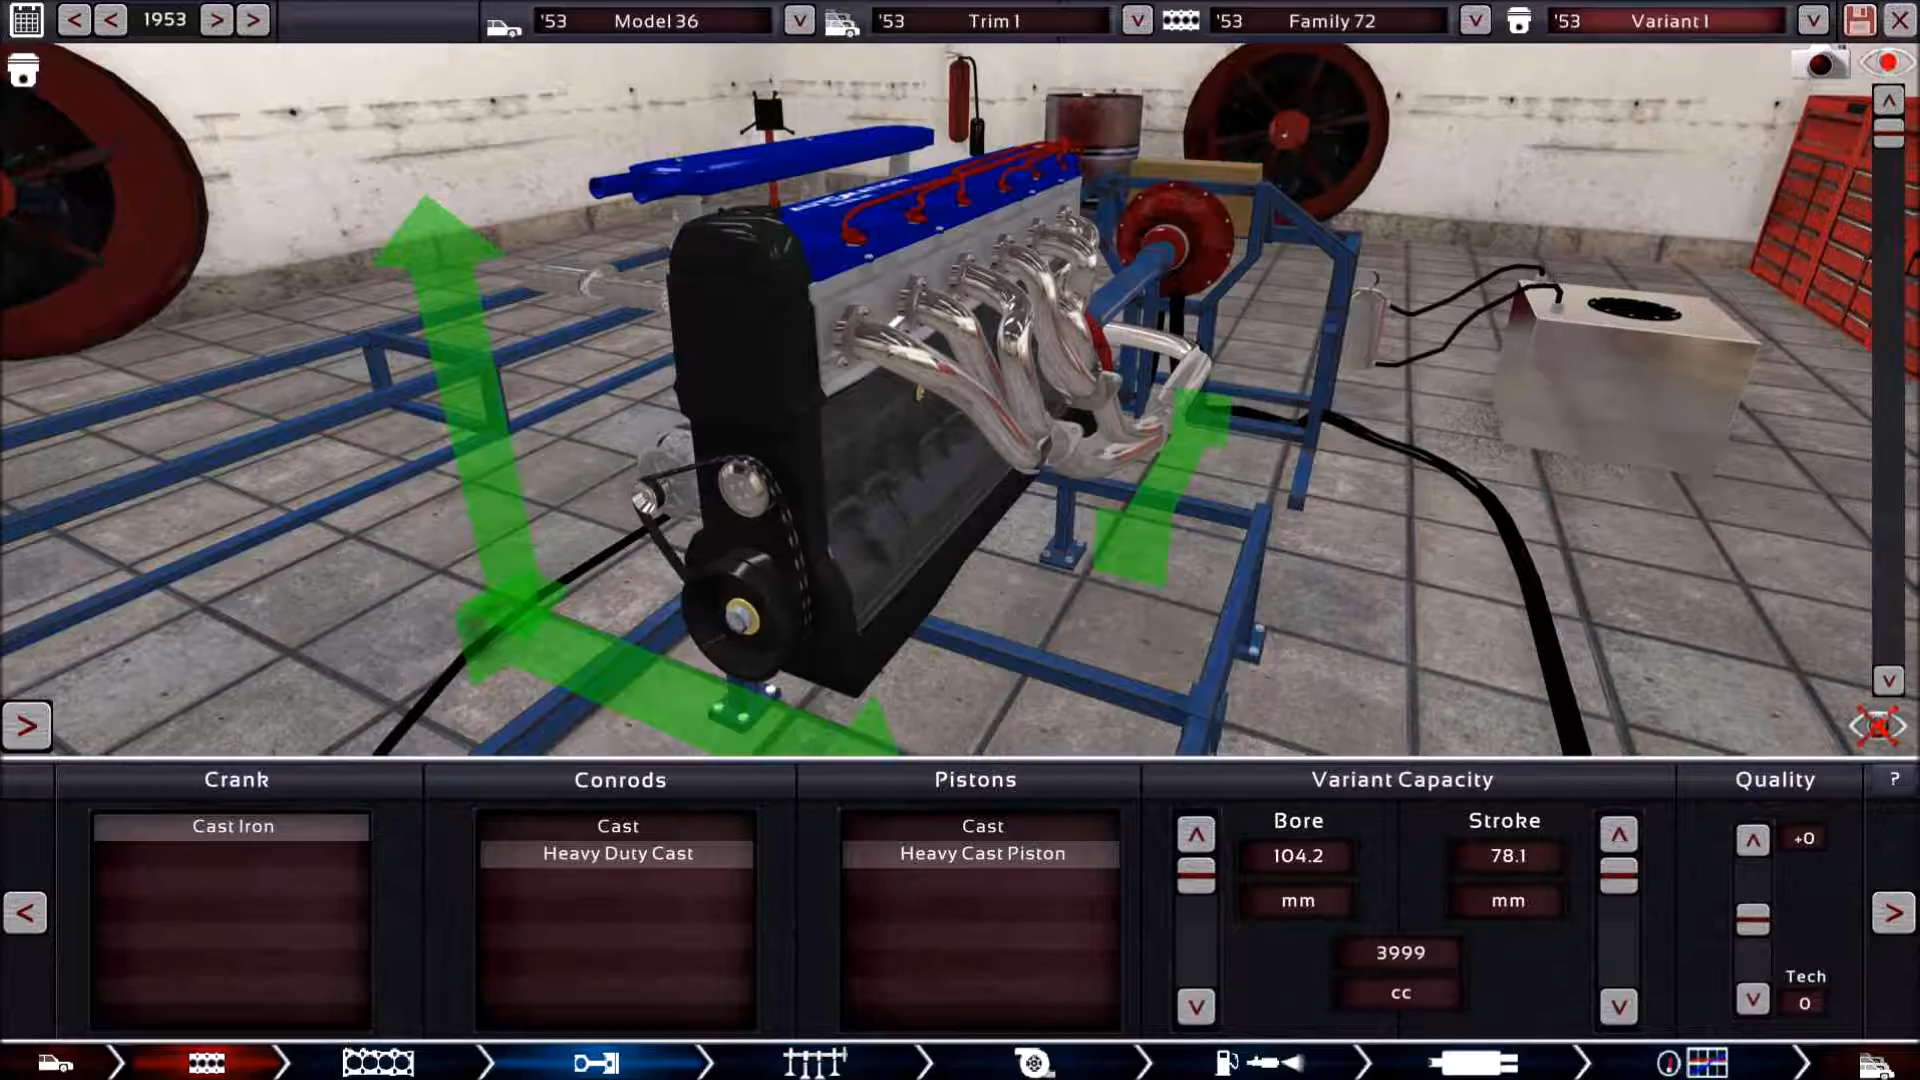 1953
'53 Model 36
'53 Trim 1
'53 Family 72
'53 Variant 1
AUTOMATION
Crank
Conrods
Pistons
Variant Capacity
Quality
?
Cast Iron
Cast
Heavy Duty Cast
Cast
Heavy Cast Piston
Bore
Stroke
104.2
78.1
mm
mm
3999
cc
+0
Tech
0